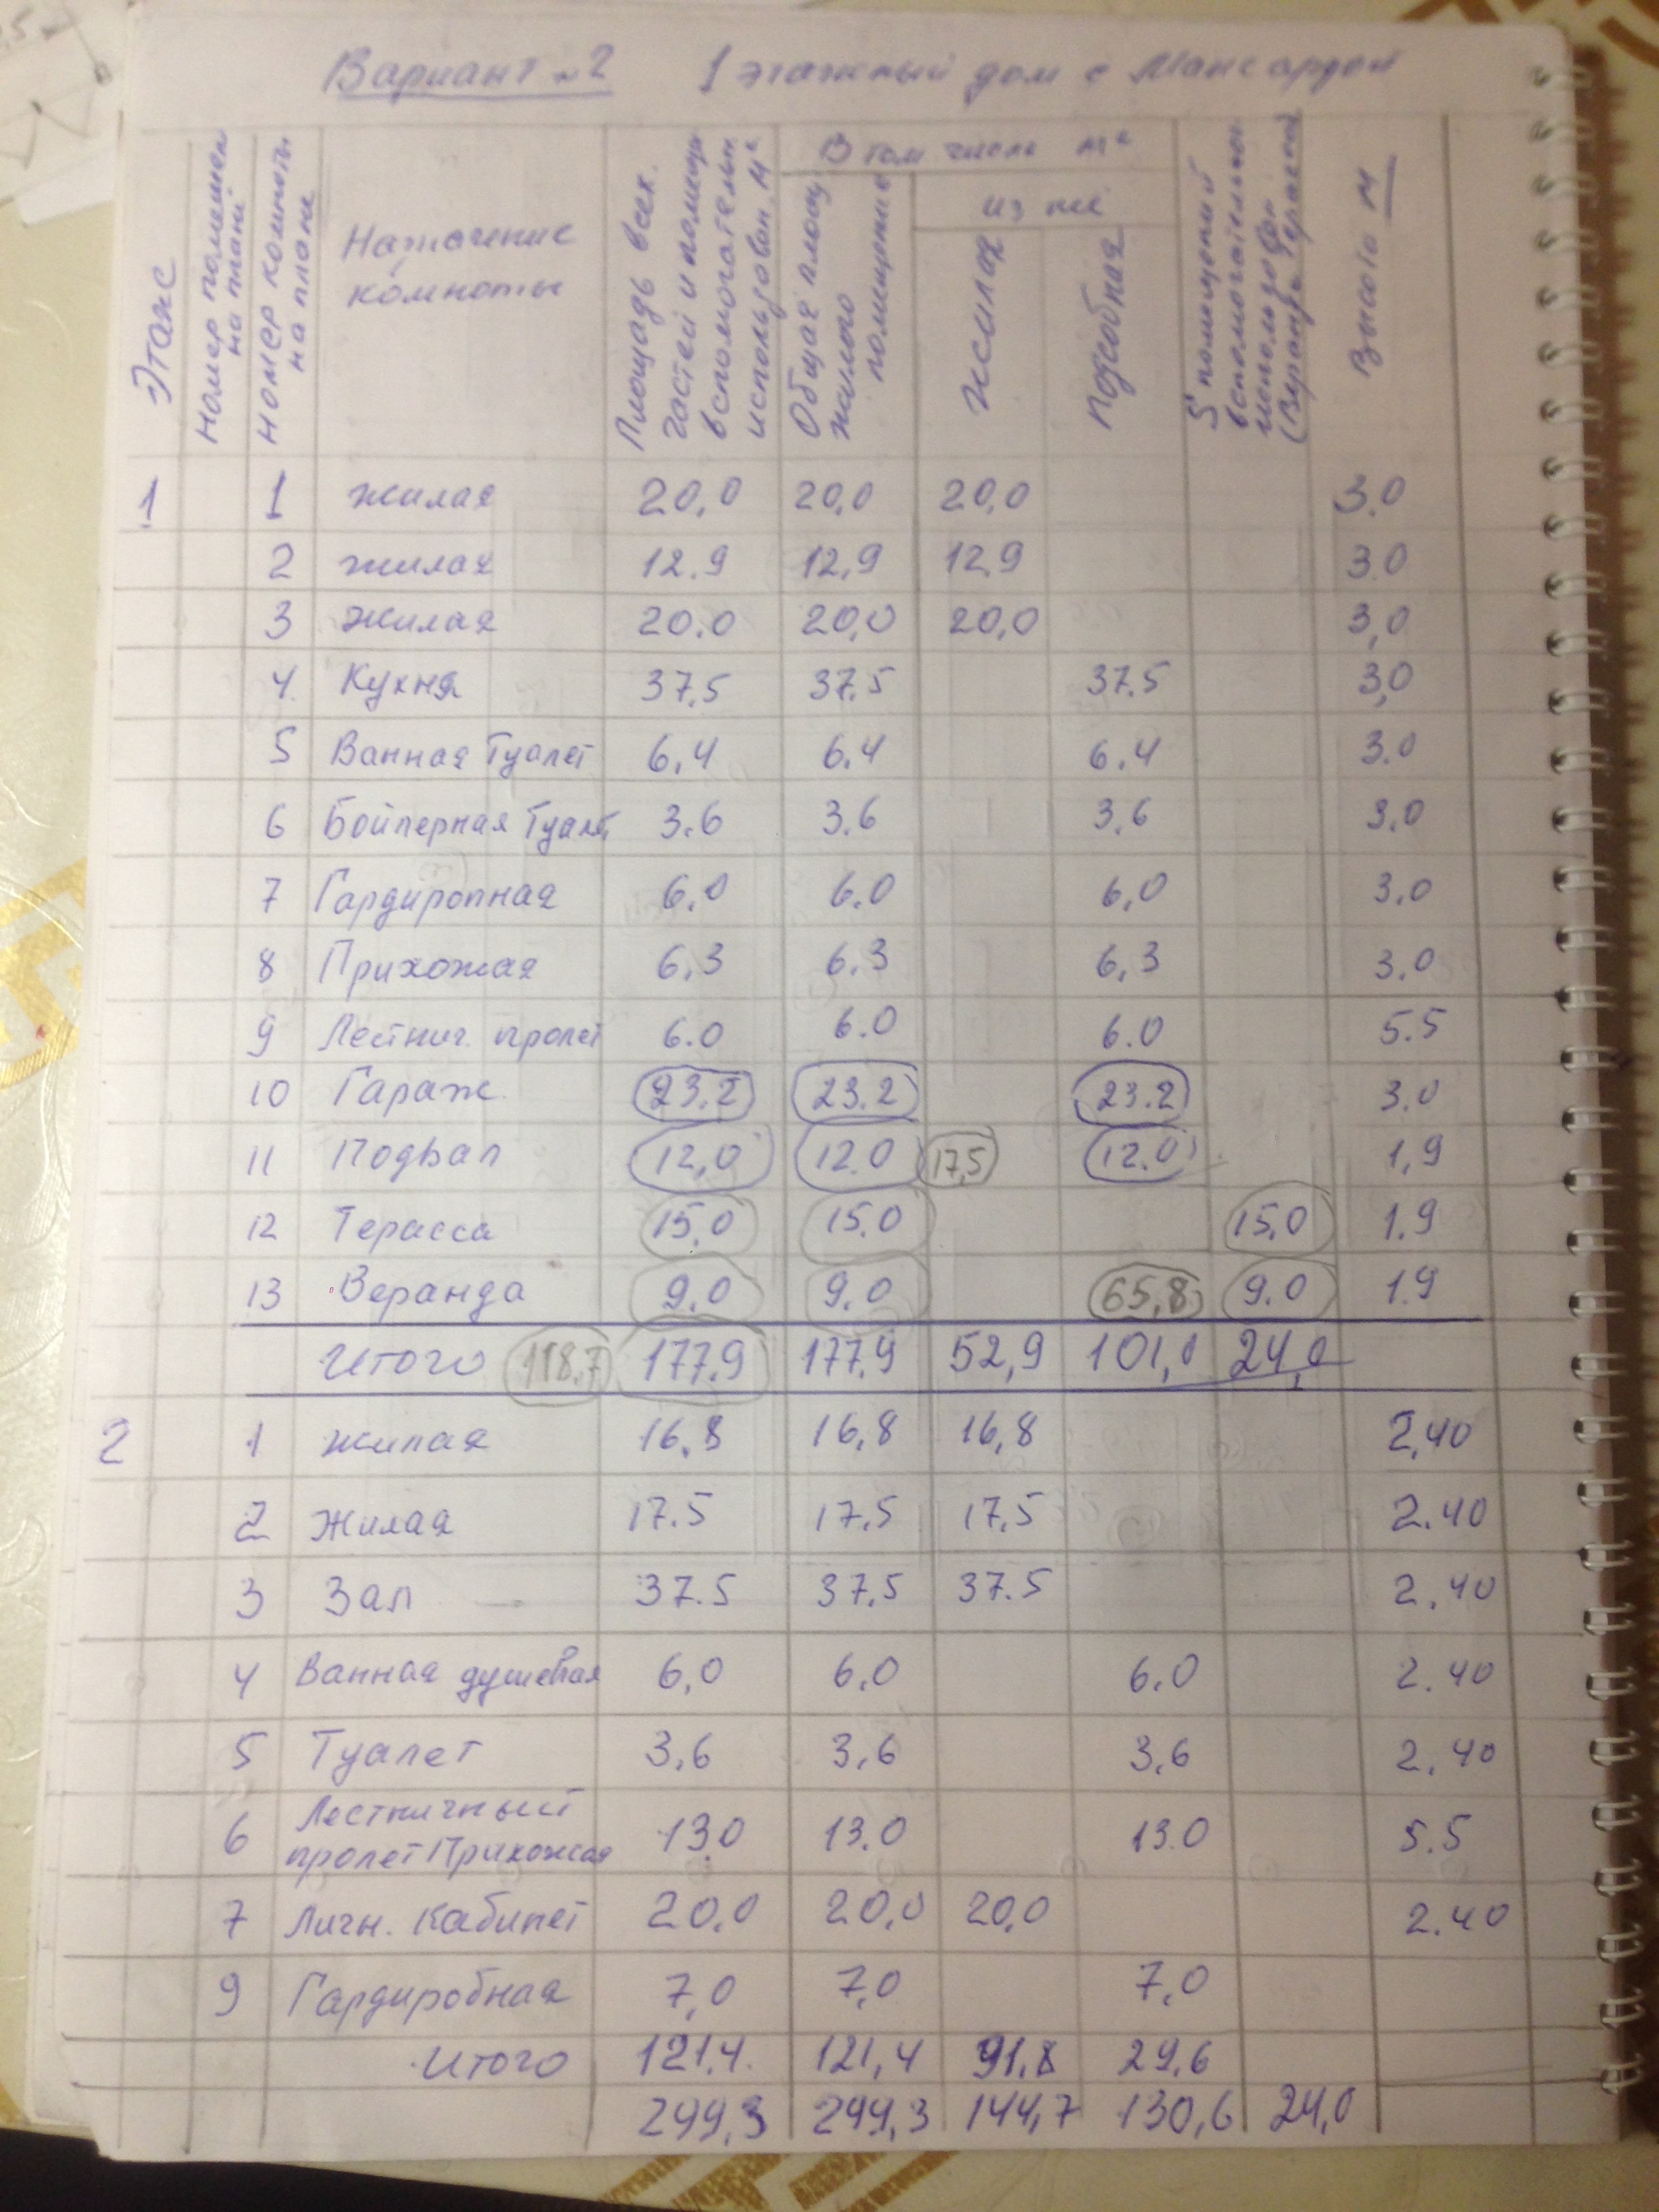 Вариант №2 1 этажный дом с Мансардой
Этаж
Номер помещен на плане
Номер комнаты на плане
Назначение комноты
Площадь всех частей и помещ вспомогательн использован. м²
В том числе м²
Общая площ жилого помещение
из них
Жилая
Подсобная
S помещений вспомогательного
(Веранда Терасса)
Высота м
1 1 жилая 20,0 20,0 20,0 3.0
2 жилая 12.9 12,9 12,9 3.0
3 Жилая 20.0 20,0 20,0 3,0
4. Кухня 37,5 37.5 37.5 3,0
5 Ванная Туалет 6,4 6.4 6.4 3.0
6 Бойлерная Туалет 3.6 3.6 3,6 3,0
7 Гардиропная 6.0 6.0 6,0 3,0
8 Прихожая 6,3 6.3 6,3 3.0
9 Лестнич. пролет 6.0 6.0 6.0 5.5
10 Гараж 23.2 23.2 23.2 3.0
11 Подвал 12,0 12.0 17,5 12.0 1,9
12 Терасса 15,0 15,0 15,0 1.9
13 Веранда 9,0 9,0 65,8 9.0 1.9
Итого 118.7 177.9 177,9 52,9 101,0 24,0
2 1 жилая 16,8 16,8 16,8 2,40
2 Жилая 17.5 17,5 17,5 2.40
3 Зал 37.5 37,5 37.5 2.40
4 Ванная душевая 6,0 6.0 6.0 2.40
5 Туалет 3,6 3,6 3,6 2.40
6 Лестничный
пролет Прихожая 13.0 13.0 13.0 5.5
7 Личн. Кабинет 20,0 20,0 20,0 2.40
9 Гардиробная 7,0 7,0 7,0
Итого 121.4. 121,4 91.8 29.6
299,3 299,3 144,7 130,6 24,0